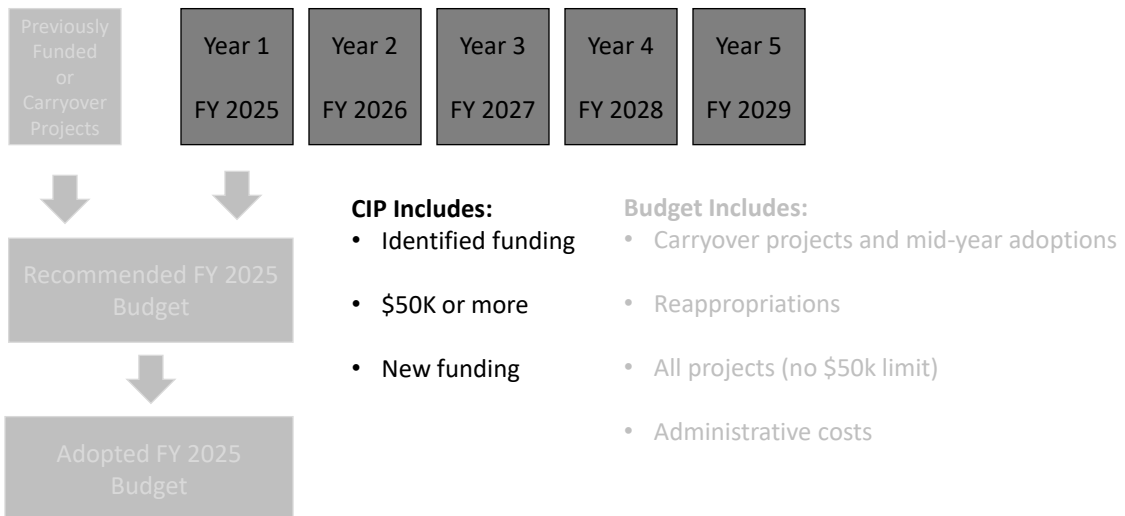 Previously
Funded
or
Carryover
Projects
Year 1
FY 2025
Year 2
FY 2026
Year 3
FY 2027
Year 4
FY 2028
Year 5
FY 2029
Recommended FY 2025
Budget
Adopted FY 2025
Budget
CIP Includes:
• Identified funding
• $50K or more
• New funding
Budget Includes:
• Carryover projects and mid-year adoptions
• Reappropriations
• All projects (no $50k limit)
• Administrative costs